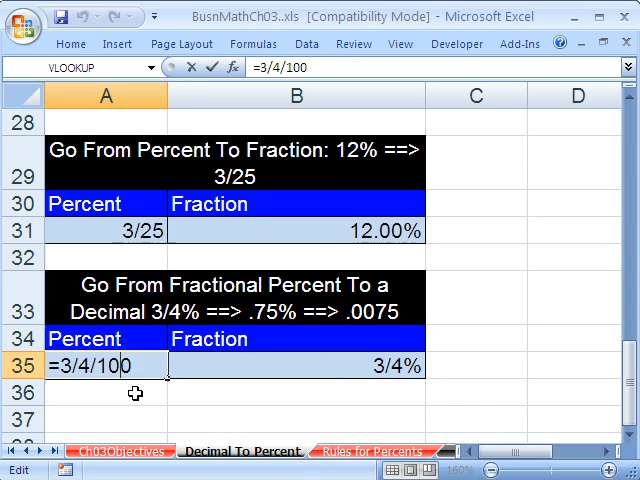 BusnMathCh03..xls [Compatibility Mode] - Microsoft Excel
Home Insert Page Layout Formulas Data Review View Developer Add-Ins
VLOOKUP fx =3/4/100
A B C D
28
29 Go From Percent To Fraction: 12% ==>
3/25
30 Percent Fraction
31 3/25 12.00%
32
33 Go From Fractional Percent To a
Decimal 3/4% ==> .75% ==> .0075
34 Percent Fraction
35 =3/4/100 3/4%
36
37
Ch03Objectives Decimal To Percent Rules for Percents
Edit 160%